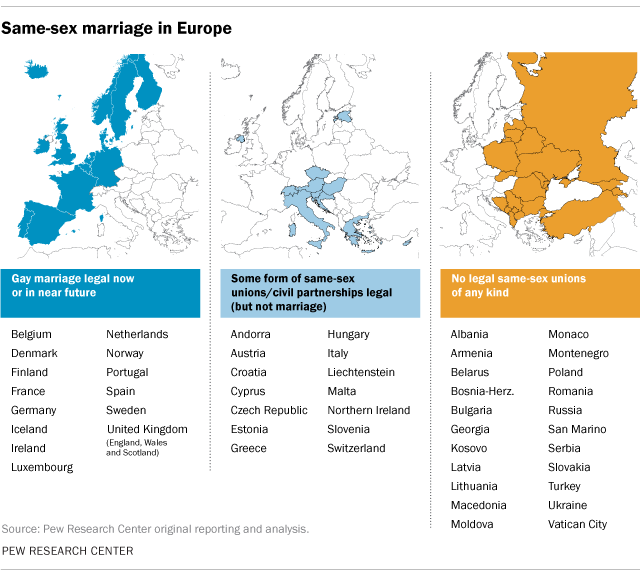 Same-sex marriage in Europe
Gay marriage legal now
or in near future
Belgium
Denmark
Finland
France
Germany
Iceland
Ireland
Luxembourg
Netherlands
Norway
Portugal
Spain
Sweden
United Kingdom
(England, Wales
and Scotland)
Some form of same-sex
unions/civil partnerships legal
(but not marriage)
Andorra
Austria
Croatia
Cyprus
Czech Republic
Estonia
Greece
Hungary
Italy
Liechtenstein
Malta
Northern Ireland
Slovenia
Switzerland
No legal same-sex unions
of any kind
Albania
Armenia
Belarus
Bosnia-Herz.
Bulgaria
Georgia
Kosovo
Latvia
Lithuania
Macedonia
Moldova
Monaco
Montenegro
Poland
Romania
Russia
San Marino
Serbia
Slovakia
Turkey
Ukraine
Vatican City
Source: Pew Research Center original reporting and analysis.
PEW RESEARCH CENTER